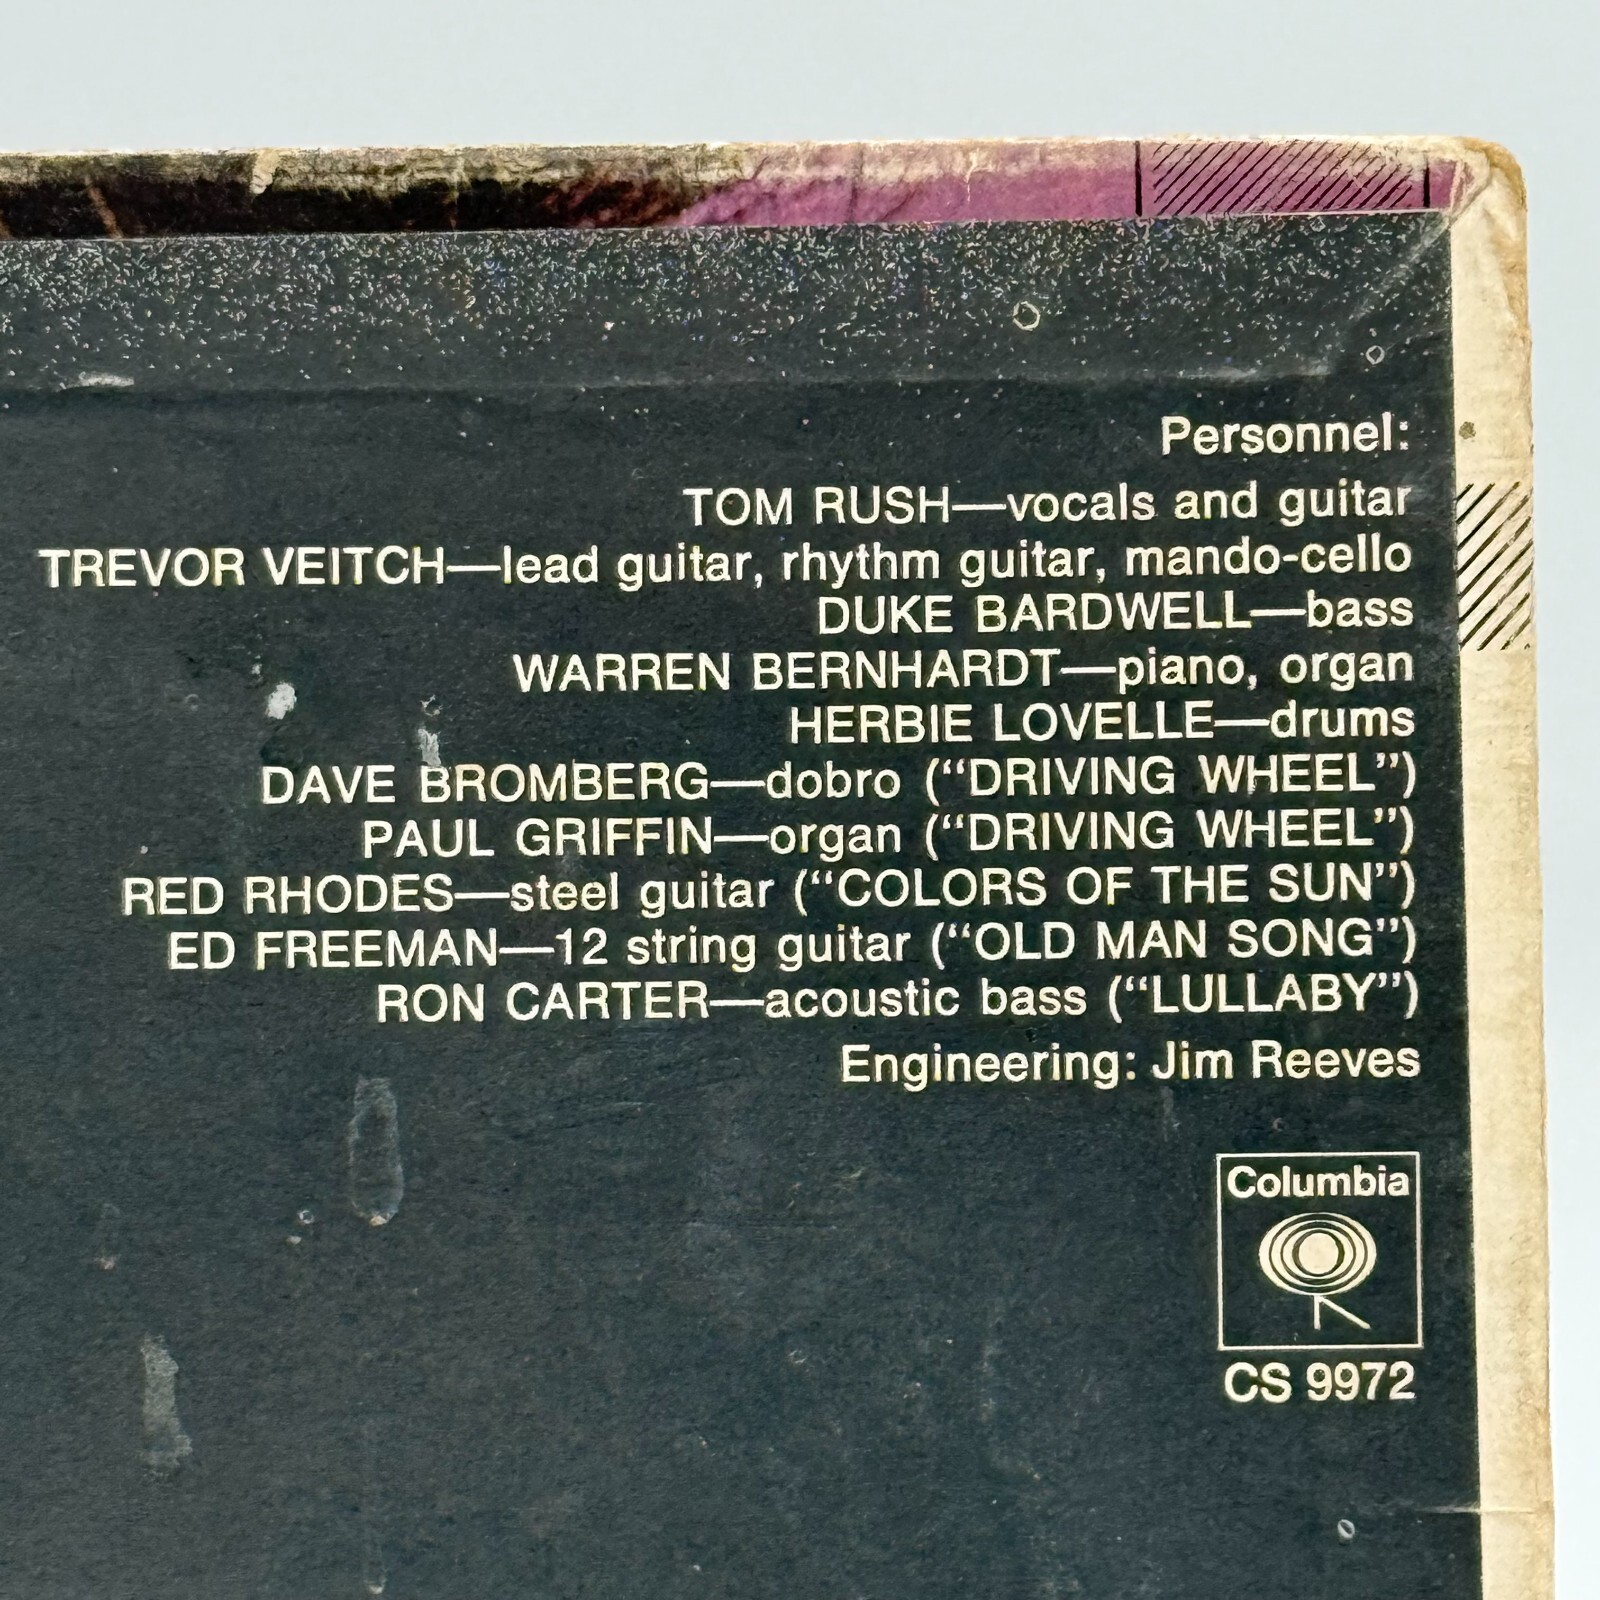 Personnel:
TOM RUSH—vocals and guitar
TREVOR VEITCH—lead guitar, rhythm guitar, mando-cello
DUKE BARDWELL—bass
WARREN BERNHARDT—piano, organ
HERBIE LOVELLE—drums
DAVE BROMBERG—dobro (“DRIVING WHEEL”)
PAUL GRIFFIN—organ (“DRIVING WHEEL”)
RED RHODES—steel guitar (“COLORS OF THE SUN”)
ED FREEMAN—12 string guitar (“OLD MAN SONG”)
RON CARTER—acoustic bass (“LULLABY”)
Engineering: Jim Reeves
Columbia
CS 9972